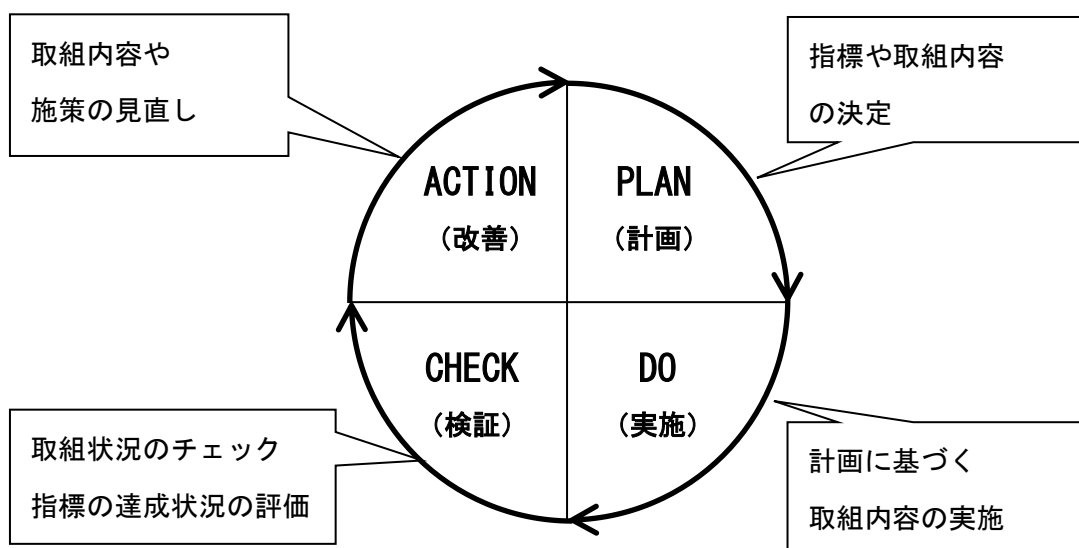 取組内容や
施策の見直し
指標や取組内容
の決定
ACTION
(改善)
PLAN
(計画)
CHECK
(検証)
DO
(実施)
取組状況のチェック
指標の達成状況の評価
計画に基づく
取組内容の実施